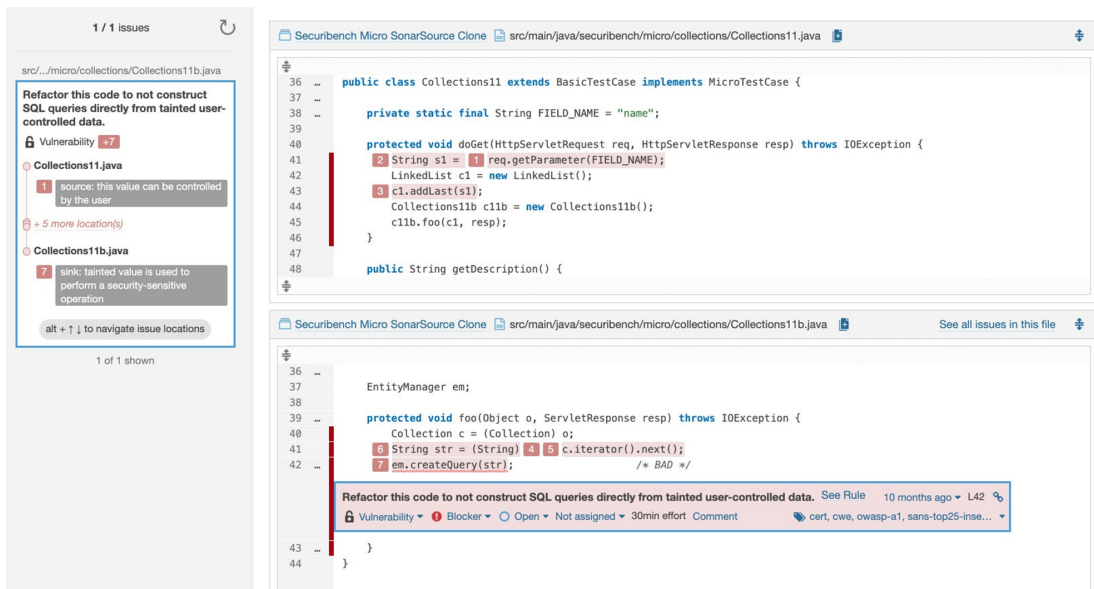 1 / 1 issues
src/.../micro/collections/Collections11b.java
Refactor this code to not construct
SQL queries directly from tainted user-
controlled data.
Vulnerability +7
Collections11.java
1 source: this value can be controlled
by the user
+ 5 more location(s)
Collections11b.java
7 sink: tainted value is used to
perform a security-sensitive
operation
alt + ↑ ↓ to navigate issue locations
1 of 1 shown
Securibench Micro SonarSource Clone src/main/java/securibench/micro/collections/Collections11.java
36 … public class Collections11 extends BasicTestCase implements MicroTestCase {
37 …
38 … private static final String FIELD_NAME = "name";
39
40 protected void doGet(HttpServletRequest req, HttpServletResponse resp) throws IOException {
41 2 String s1 = 1 req.getParameter(FIELD_NAME);
42 LinkedList c1 = new LinkedList();
43 3 c1.addLast(s1);
44 Collections11b c11b = new Collections11b();
45 c11b.foo(c1, resp);
46 }
47
48 public String getDescription() {
Securibench Micro SonarSource Clone src/main/java/securibench/micro/collections/Collections11b.java See all issues in this file
36 …
37 EntityManager em;
38
39 … protected void foo(Object o, ServletResponse resp) throws IOException {
40 Collection c = (Collection) o;
41 6 String str = (String) 4 5 c.iterator().next();
42 … 7 em.createQuery(str); /* BAD */
Refactor this code to not construct SQL queries directly from tainted user-controlled data. See Rule 10 months ago L42
Vulnerability Blocker Open Not assigned 30min effort Comment cert, cwe, owasp-a1, sans-top25-inse...
43 … }
44 }